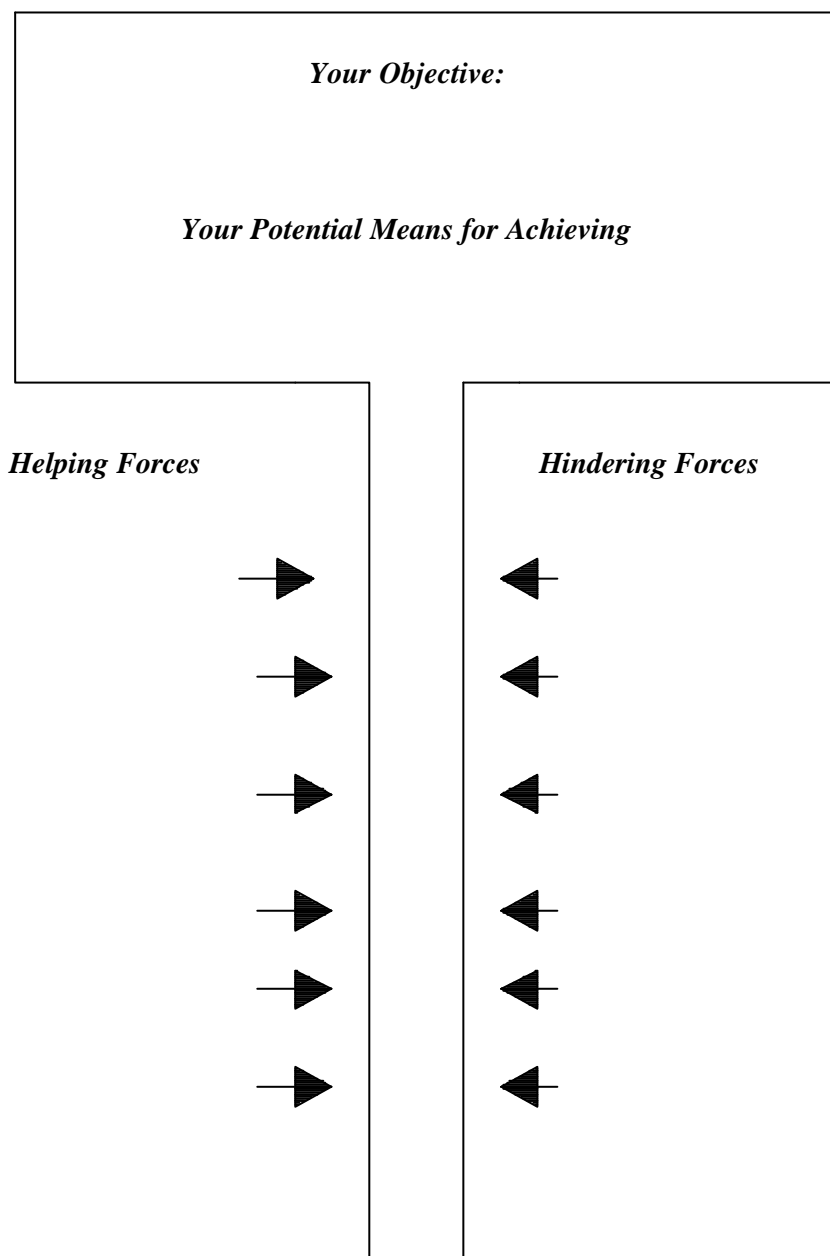 Your Objective:
Your Potential Means for Achieving
Helping Forces
Hindering Forces